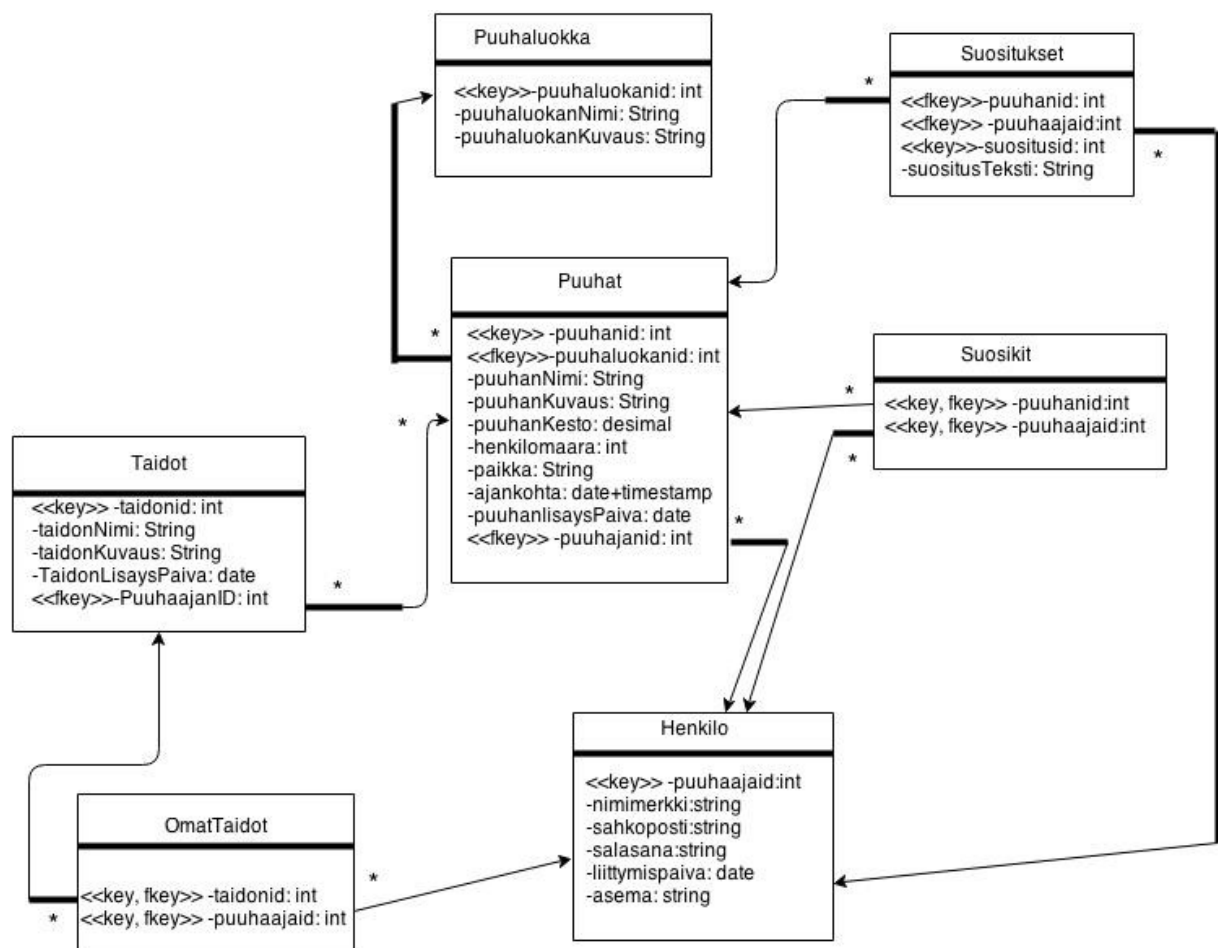 Puuhaluokka
<<key>>-puuhaluokanid: int
-puuhaluokanNimi: String
-puuhaluokanKuvaus: String
Suositukset
<<fkey>>-puuhanid: int
<<fkey>> -puuhaajaid:int
<<key>>-suositusid: int
-suositusTeksti: String
*
*
Puuhat
<<key>> -puuhanid: int
<<fkey>>-puuhaluokanid: int
-puuhanNimi: String
-puuhanKuvaus: String
-puuhanKesto: desimal
-henkilomaara: int
-paikka: String
-ajankohta: date+timestamp
-puuhanlisaysPaiva: date
<<fkey>> -puuhajanid: int
*
*
*
Suosikit
<<key, fkey>> -puuhanid:int
<<key, fkey>> -puuhaajaid:int
*
*
Taidot
<<key>> -taidonid: int
-taidonNimi: String
-taidonKuvaus: String
-TaidonLisaysPaiva: date
<<fkey>>-PuuhaajanID: int
*
Henkilo
<<key>> -puuhaajaid:int
-nimimerkki:string
-sahkoposti:string
-salasana:string
-liittymispaiva: date
-asema: string
OmatTaidot
<<key, fkey>> -taidonid: int
<<key, fkey>> -puuhaajaid: int
*
*